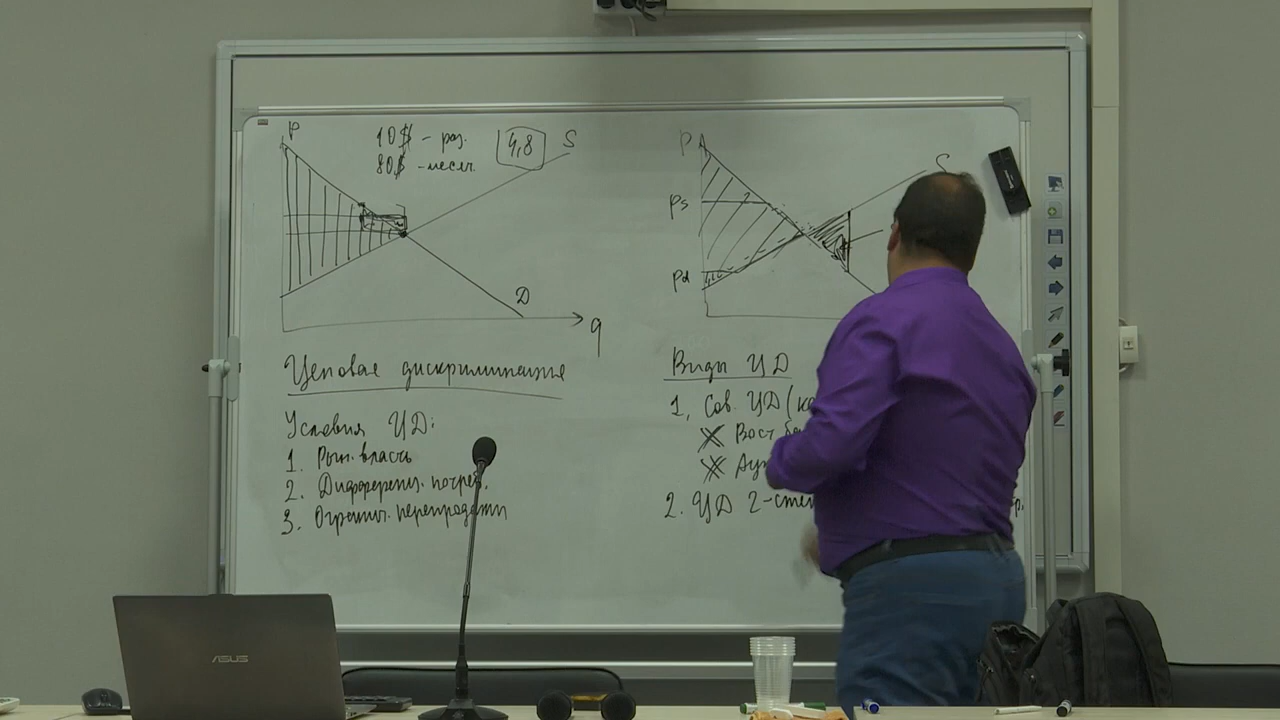 P
10$ - раз.
80$ - месяч
4,8
S
D
q
Ценовая дискриминация
Условия ЦД:
1. Рын. власть
2. Дифференц. потреб.
3. Огранич. перепродажи
P
S
Ps
Pd
Виды ЦД
1. Сов. ЦД (
Вост
2. ЦД 2-степ
ASUS